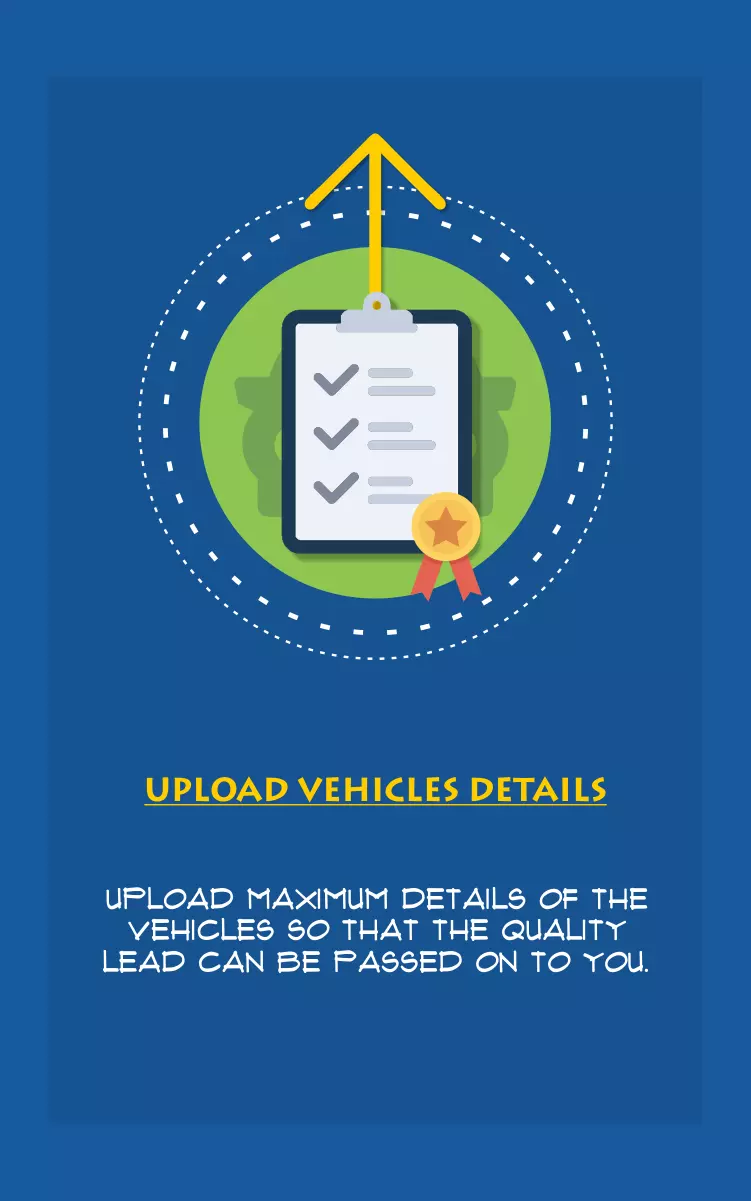 UPLOAD VEHICLES DETAILS
UPLOAD MAXIMUM DETAILS OF THE
VEHICLES SO THAT THE QUALITY
LEAD CAN BE PASSED ON TO YOU.